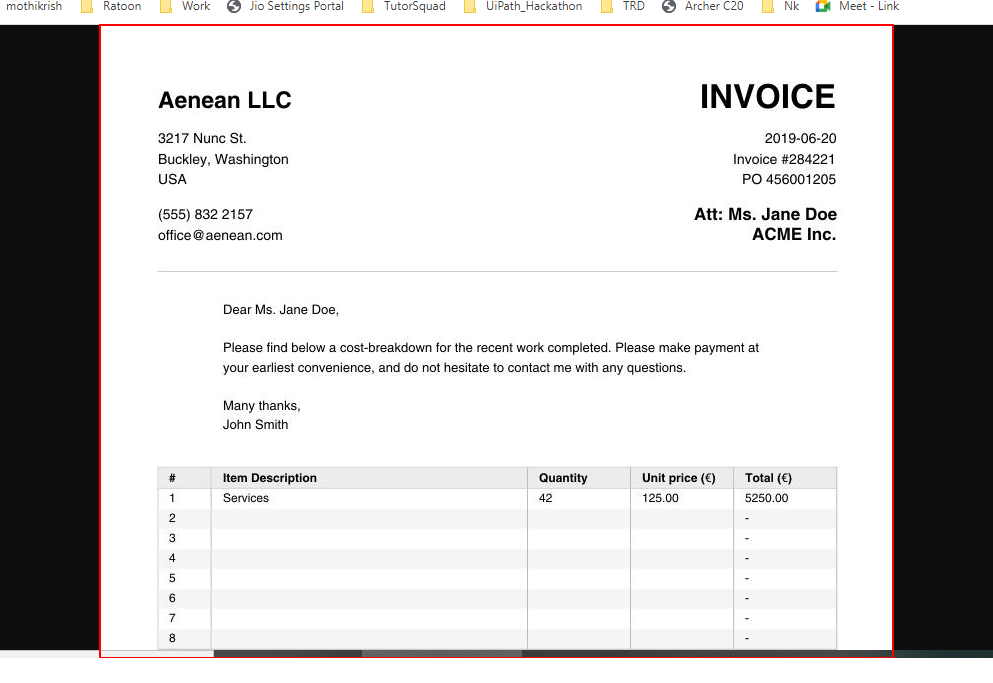 mothikrish Ratoon Work Jio Settings Portal TutorSquad UiPath_Hackathon TRD Archer C20 Nk Meet - Link
Aenean LLC
INVOICE
3217 Nunc St.
2019-06-20
Buckley, Washington
Invoice #284221
USA
PO 456001205
(555) 832 2157
Att: Ms. Jane Doe
office@aenean.com
ACME Inc.
Dear Ms. Jane Doe,
Please find below a cost-breakdown for the recent work completed. Please make payment at
your earliest convenience, and do not hesitate to contact me with any questions.
Many thanks,
John Smith
# Item Description Quantity Unit price (€) Total (€)
1 Services 42 125.00 5250.00
2 -
3 -
4 -
5 -
6 -
7 -
8 -